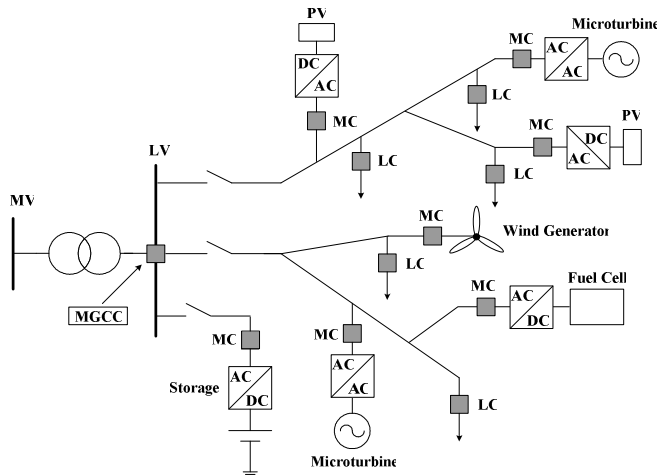 PV
Microturbine
MC
AC
AC
DC
AC
LC
MC
PV
MC
DC
AC
LC
LV
LC
MV
MC
Wind Generator
LC
MGCC
Fuel Cell
MC
AC
DC
MC
MC
Storage
AC
DC
AC
AC
LC
Microturbine